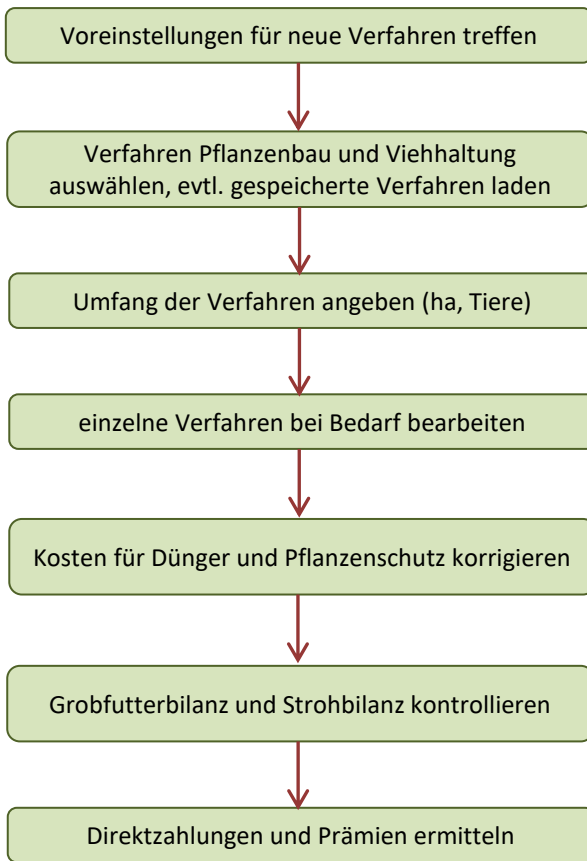 Voreinstellungen für neue Verfahren treffen
Verfahren Pflanzenbau und Viehhaltung
auswählen, evtl. gespeicherte Verfahren laden
Umfang der Verfahren angeben (ha, Tiere)
einzelne Verfahren bei Bedarf bearbeiten
Kosten für Dünger und Pflanzenschutz korrigieren
Grobfutterbilanz und Strohbilanz kontrollieren
Direktzahlungen und Prämien ermitteln